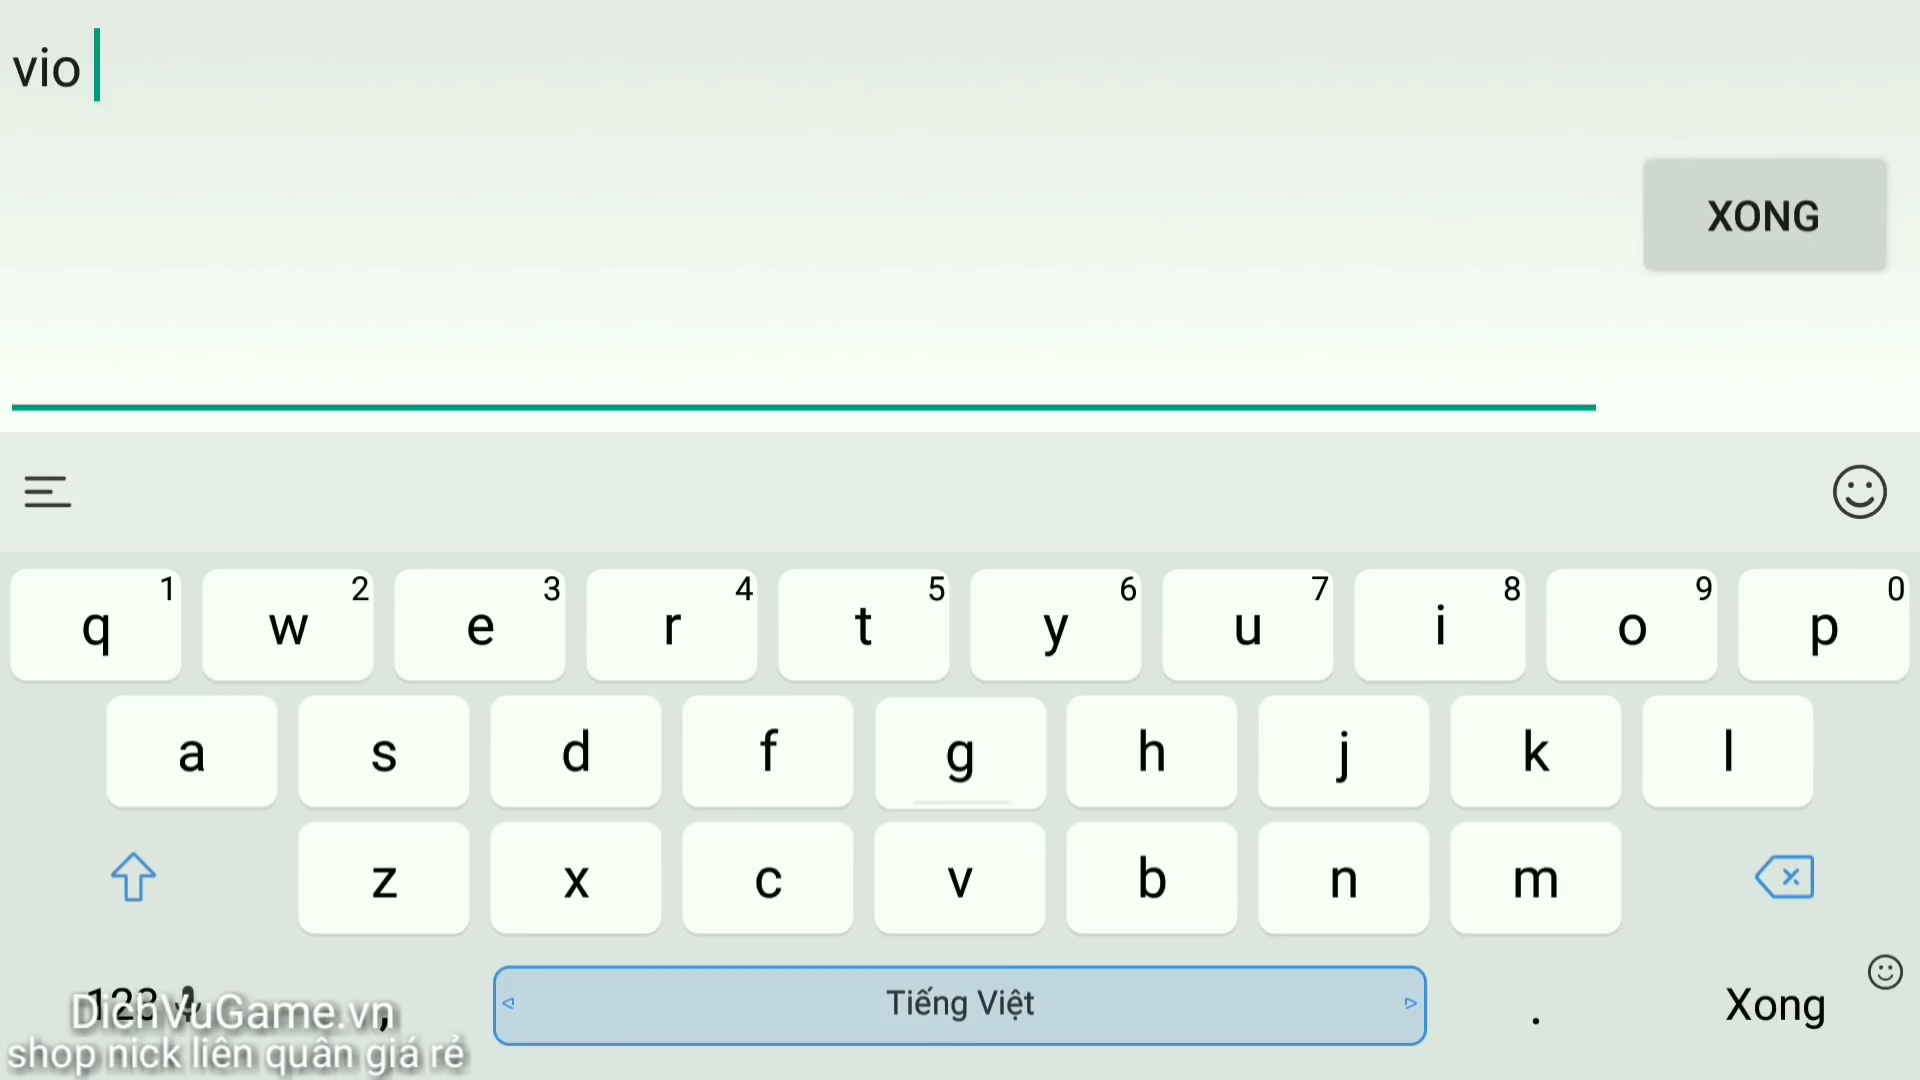 vio
XONG
1 2 3 4 5 6 7 8 9 0
q w e r t y u i o p
a s d f g h j k l
z x c v b n m
123 , Tiếng Việt . Xong
DichVuGame.vn
shop nick liên quân giá rẻ